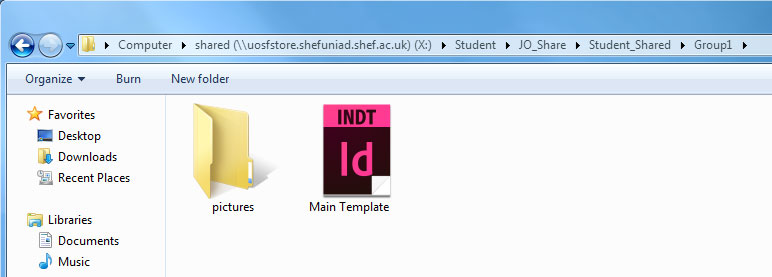 Computer ▸ shared (\\uosfstore.shefuniad.shef.ac.uk) (X:) ▸ Student ▸ JO_Share ▸ Student_Shared ▸ Group1 ▸
Organize Burn New folder
Favorites
Desktop
Downloads
Recent Places
Libraries
Documents
Music
INDT
Id
pictures
Main Template